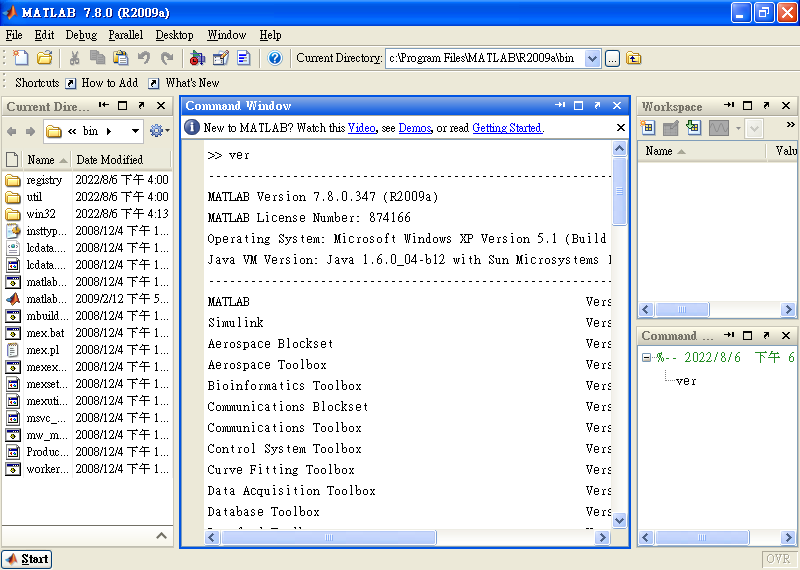 MATLAB 7.8.0 (R2009a)
File Edit Debug Parallel Desktop Window Help
Current Directory: c:\Program Files\MATLAB\R2009a\bin
Shortcuts How to Add What's New
Current Dire...
« bin
Name Date Modified
registry 2022/8/6 下午 4:00
util 2022/8/6 下午 4:00
win32 2022/8/6 下午 4:13
insttyp... 2008/12/4 下午 1...
lcdata.... 2008/12/4 下午 1...
lcdata.... 2008/12/4 下午 1...
matlab... 2008/12/4 下午 1...
matlab... 2009/2/12 下午 5...
mbuild... 2008/12/4 下午 1...
mex.bat 2008/12/4 下午 1...
mex.pl 2008/12/4 下午 1...
mexex... 2008/12/4 下午 1...
mexset... 2008/12/4 下午 1...
mexuti... 2008/12/4 下午 1...
msvc_... 2008/12/4 下午 1...
mw_m... 2008/12/4 下午 1...
Produc... 2008/12/4 下午 1...
worker... 2008/12/4 下午 1...
Command Window
New to MATLAB? Watch this Video, see Demos, or read Getting Started.
>> ver
MATLAB Version 7.8.0.347 (R2009a)
MATLAB License Number: 874166
Operating System: Microsoft Windows XP Version 5.1 (Build
Java VM Version: Java 1.6.0_04-b12 with Sun Microsystems
MATLAB Vers
Simulink Vers
Aerospace Blockset Vers
Aerospace Toolbox Vers
Bioinformatics Toolbox Vers
Communications Blockset Vers
Communications Toolbox Vers
Control System Toolbox Vers
Curve Fitting Toolbox Vers
Data Acquisition Toolbox Vers
Database Toolbox Vers
Workspace
Name Valu
Command ...
%-- 2022/8/6 下午 6
ver
Start
OVR